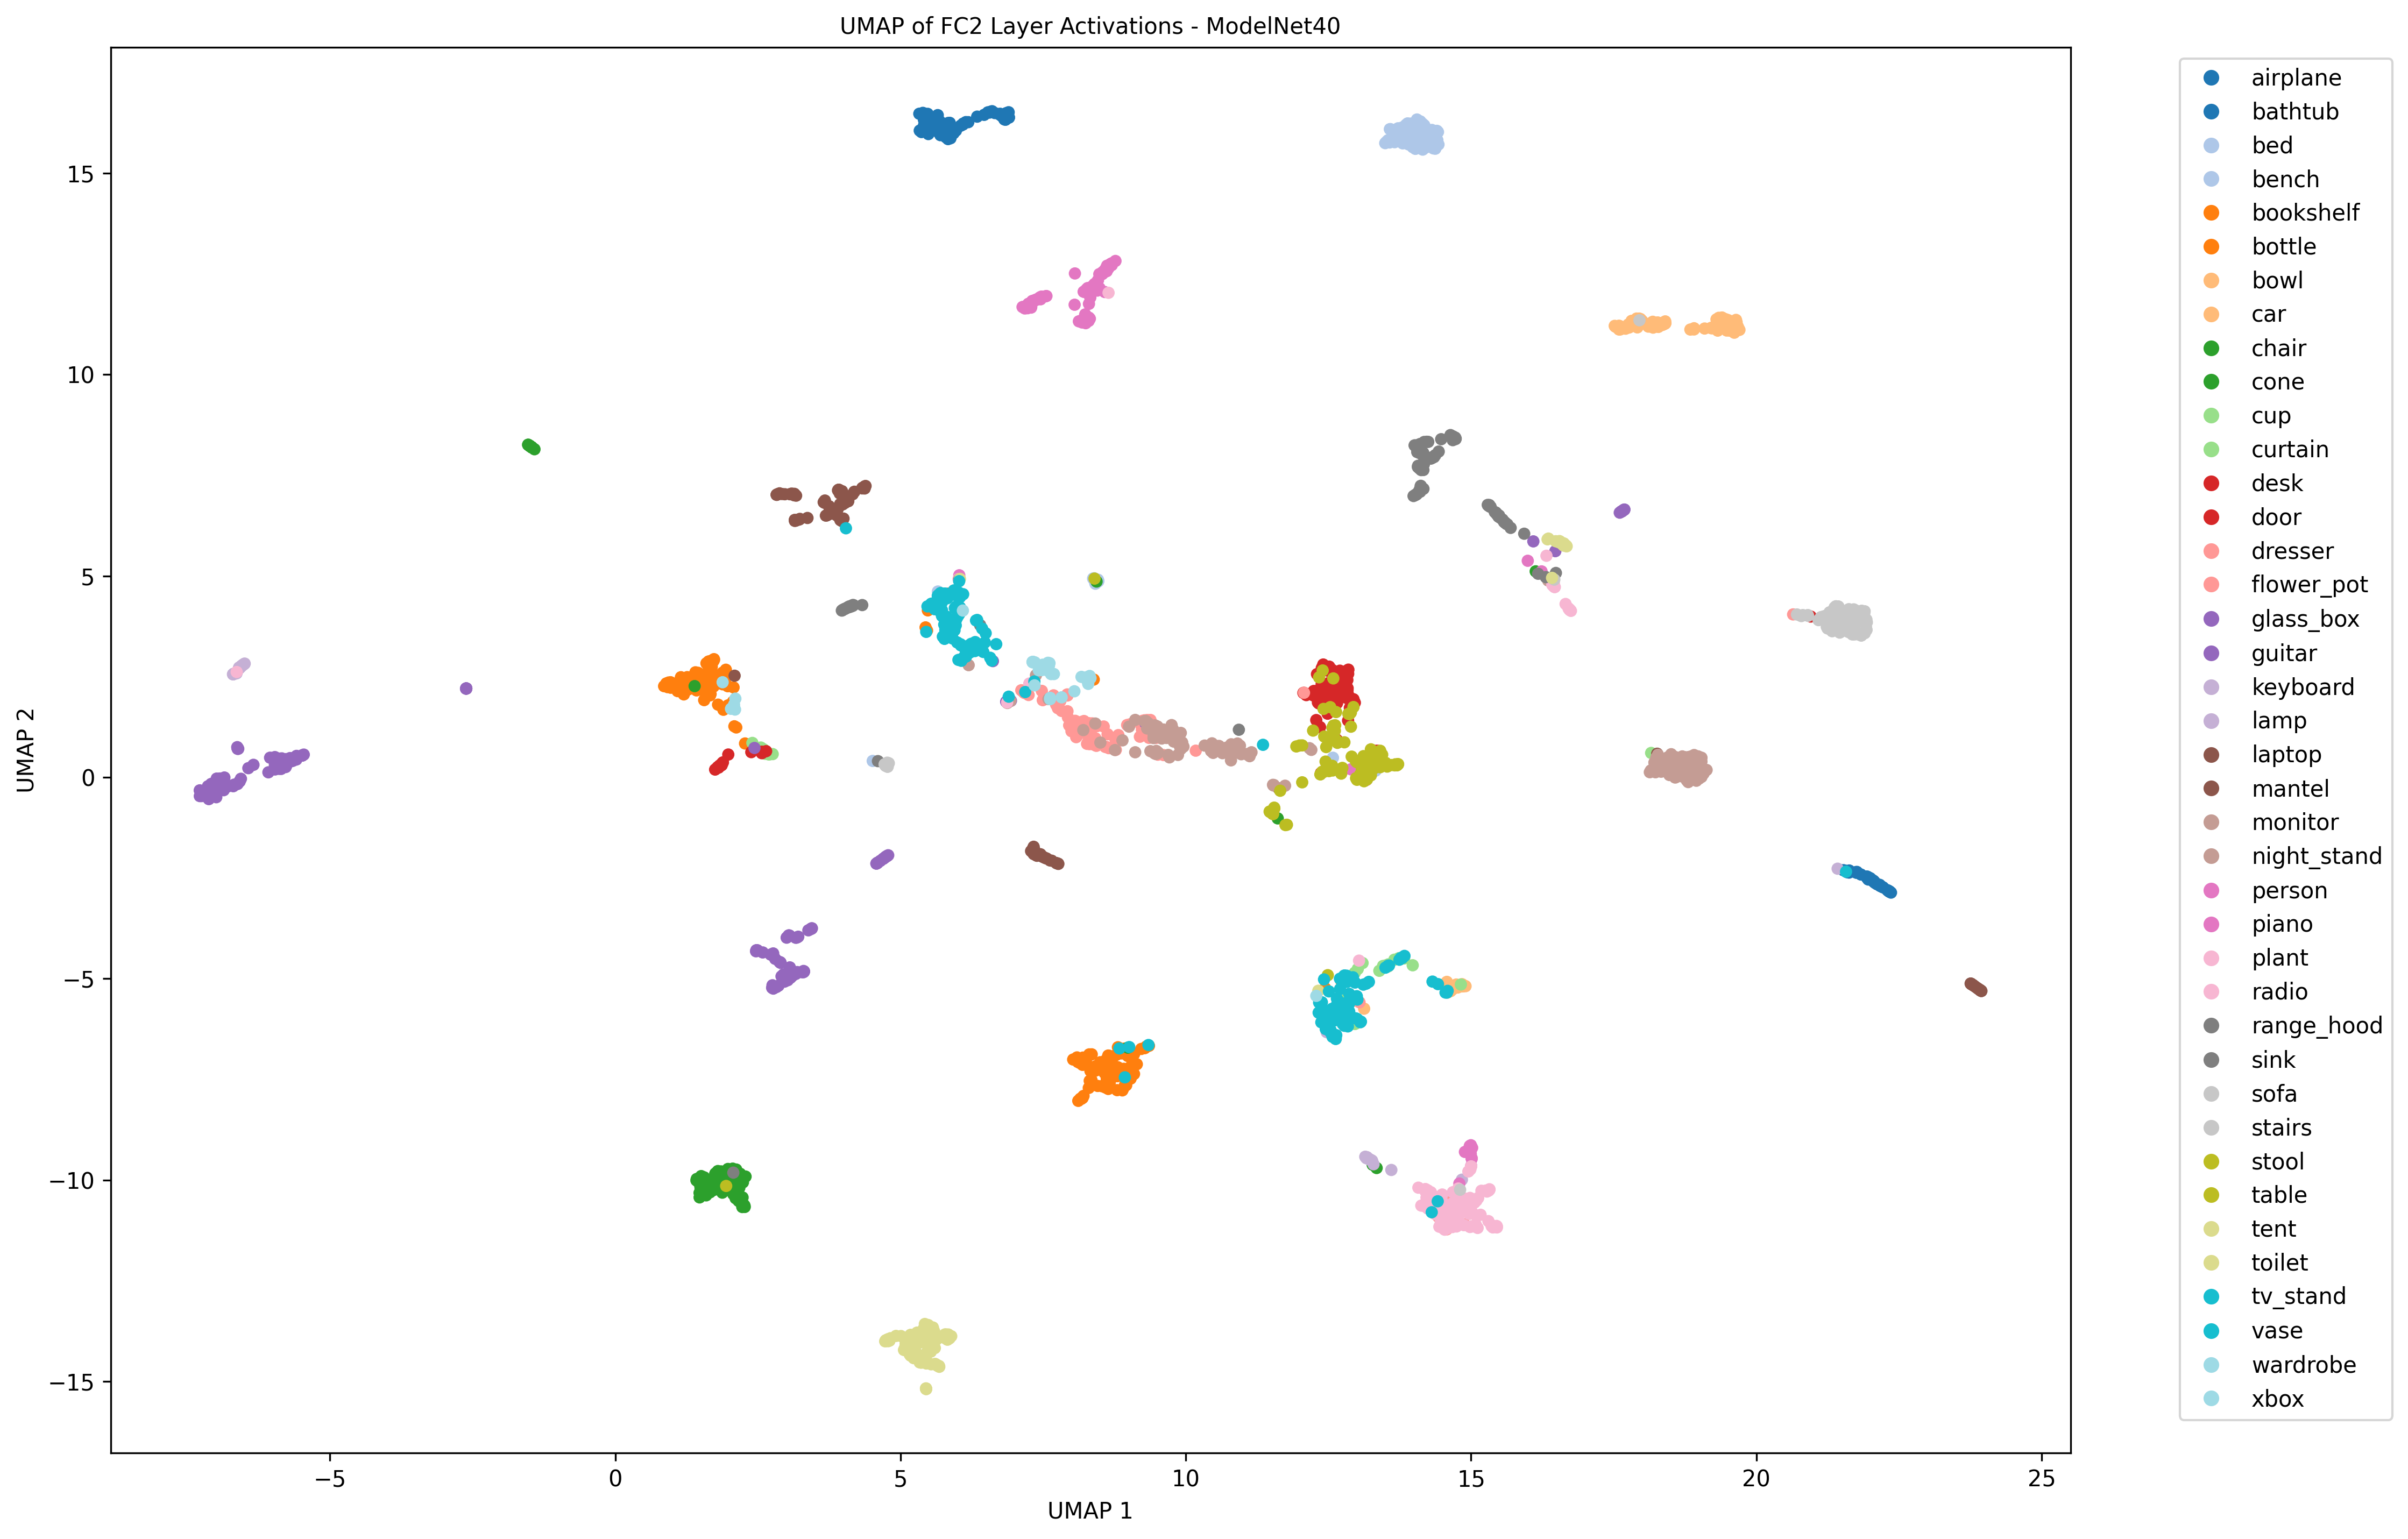 UMAP of FC2 Layer Activations - ModelNet40
15
10
5
0
−5
−10
−15
UMAP 2
−5
0
5
10
15
20
25
UMAP 1
airplane
bathtub
bed
bench
bookshelf
bottle
bowl
car
chair
cone
cup
curtain
desk
door
dresser
flower_pot
glass_box
guitar
keyboard
lamp
laptop
mantel
monitor
night_stand
person
piano
plant
radio
range_hood
sink
sofa
stairs
stool
table
tent
toilet
tv_stand
vase
wardrobe
xbox